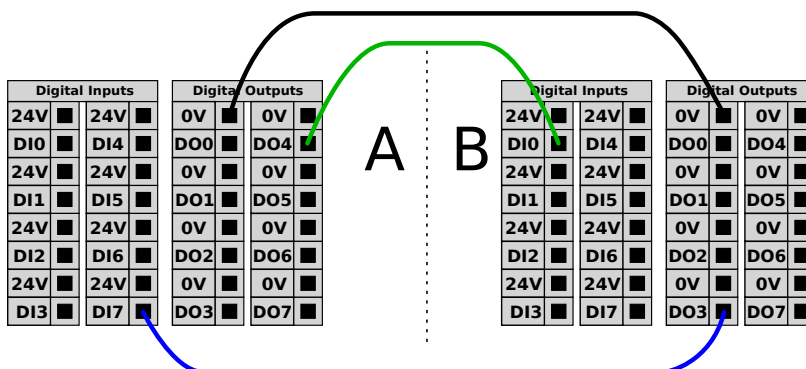 Digital Inputs Digital Outputs Digital Inputs Digital Outputs
24V 24V 0V 0V 24V 24V 0V 0V
DI0 DI4 DO0 DO4 A B DI0 DI4 DO0 DO4
24V 24V 0V 0V 24V 24V 0V 0V
DI1 DI5 DO1 DO5 DI1 DI5 DO1 DO5
24V 24V 0V 0V 24V 24V 0V 0V
DI2 DI6 DO2 DO6 DI2 DI6 DO2 DO6
24V 24V 0V 0V 24V 24V 0V 0V
DI3 DI7 DO3 DO7 DI3 DI7 DO3 DO7